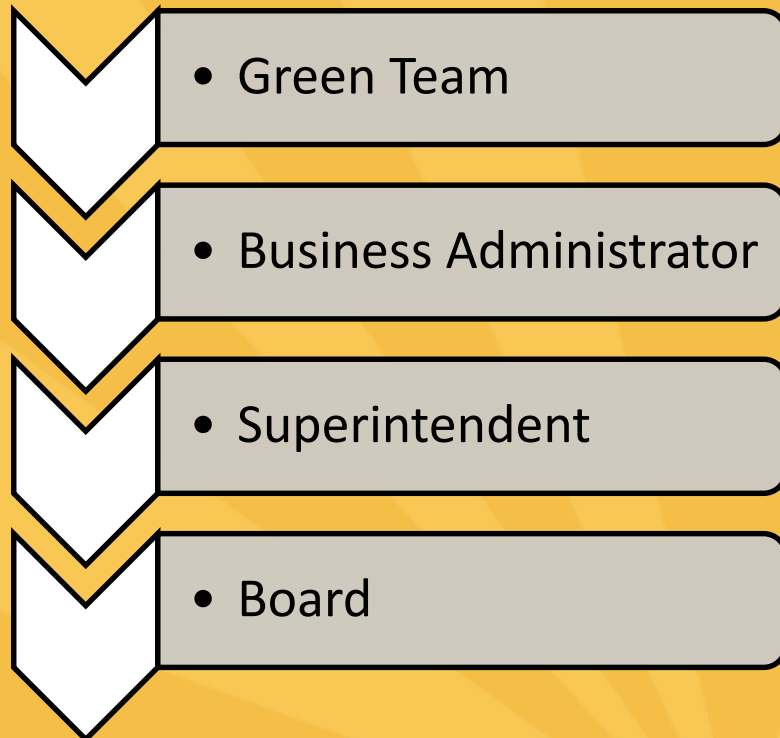 • Green Team
• Business Administrator
• Superintendent
• Board